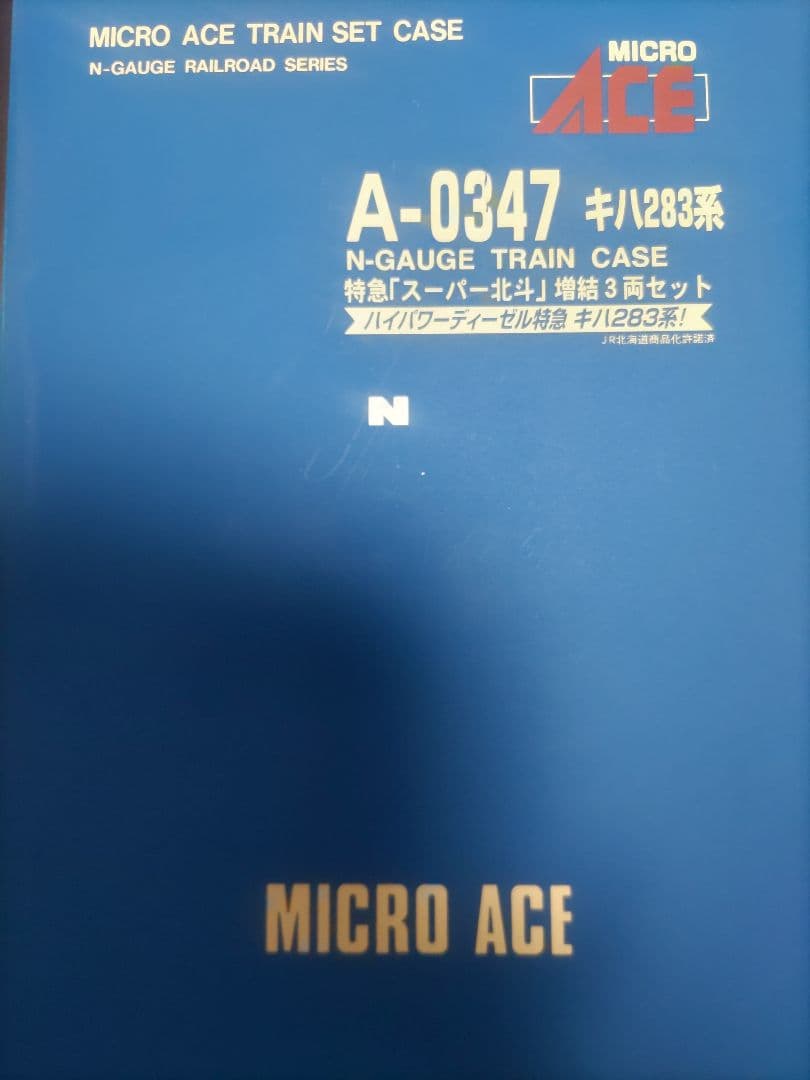 MICRO ACE TRAIN SET CASE
N-GAUGE RAILROAD SERIES
MICRO
ACE
A-0347 キハ283系
N-GAUGE TRAIN CASE
特急「スーパー北斗」増結3両セット
ハイパワーディーゼル特急 キハ283系!
JR北海道商品化許諾済
N
MICRO ACE